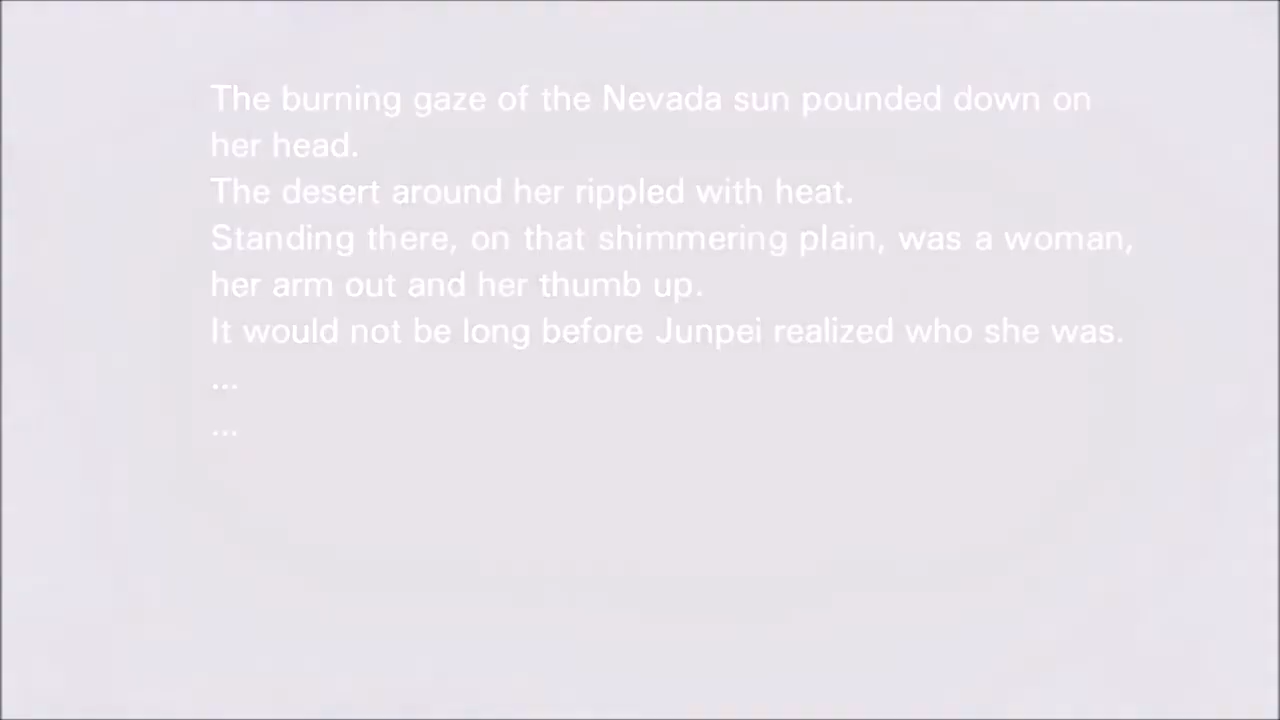 The burning gaze of the Nevada sun pounded down on
her head.
The desert around her rippled with heat.
Standing there, on that shimmering plain, was a woman,
her arm out and her thumb up.
It would not be long before Junpei realized who she was.
...
...